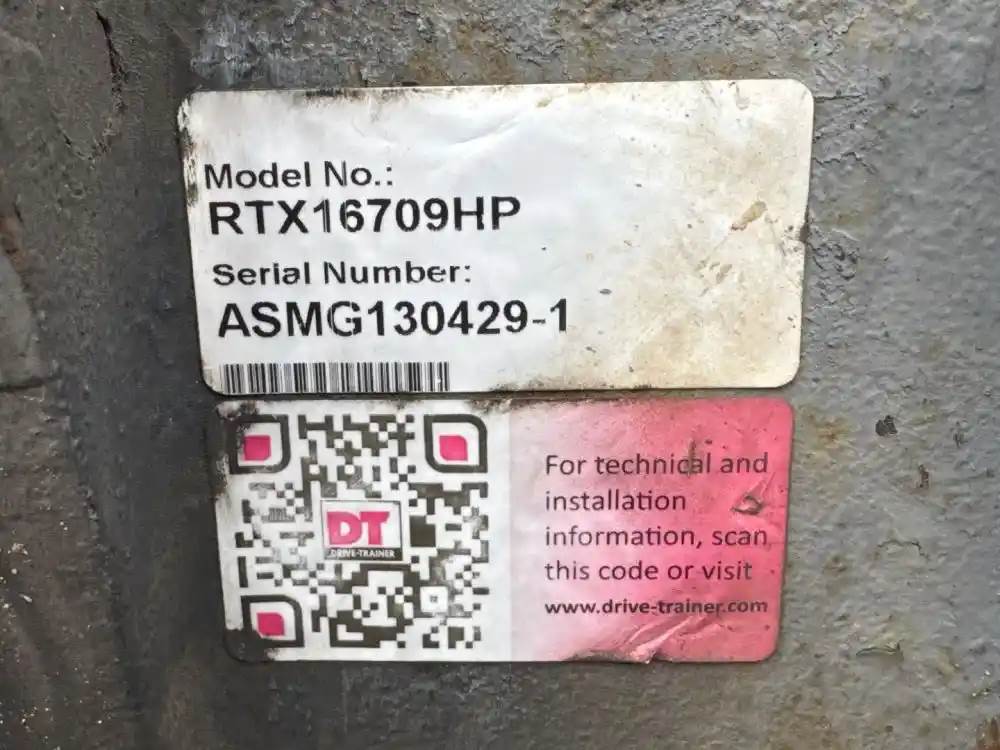 Model No.:
RTX16709HP
Serial Number:
ASMG130429-1
DT
DRIVE-TRAINER
For technical and
installation
information, scan
this code or visit
www.drive-trainer.com